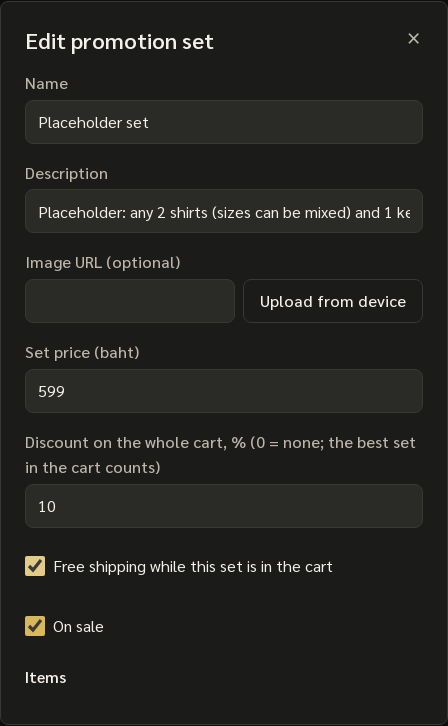 Edit promotion set
×
Name
Placeholder set
Description
Placeholder: any 2 shirts (sizes can be mixed) and 1 ke
Image URL (optional)
Upload from device
Set price (baht)
599
Discount on the whole cart, % (0 = none; the best set
in the cart counts)
10
Free shipping while this set is in the cart
On sale
Items